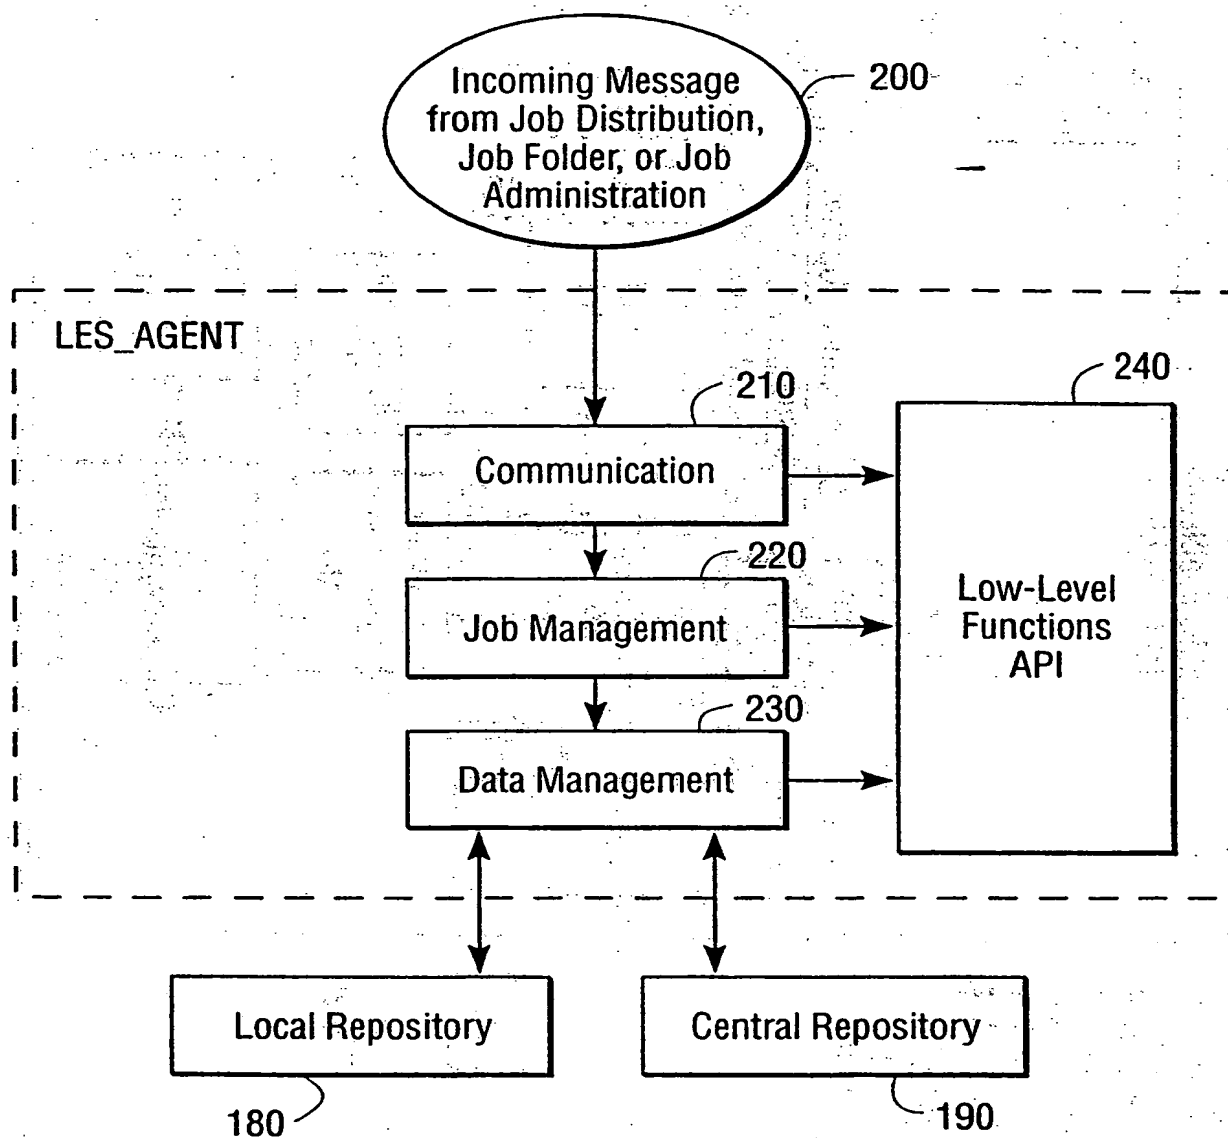 Incoming Message
from Job Distribution,
Job Folder, or Job
Administration
200
LES_AGENT
210
Communication
240
220
Job Management
Low-Level
Functions
API
230
Data Management
Local Repository
Central Repository
180
190